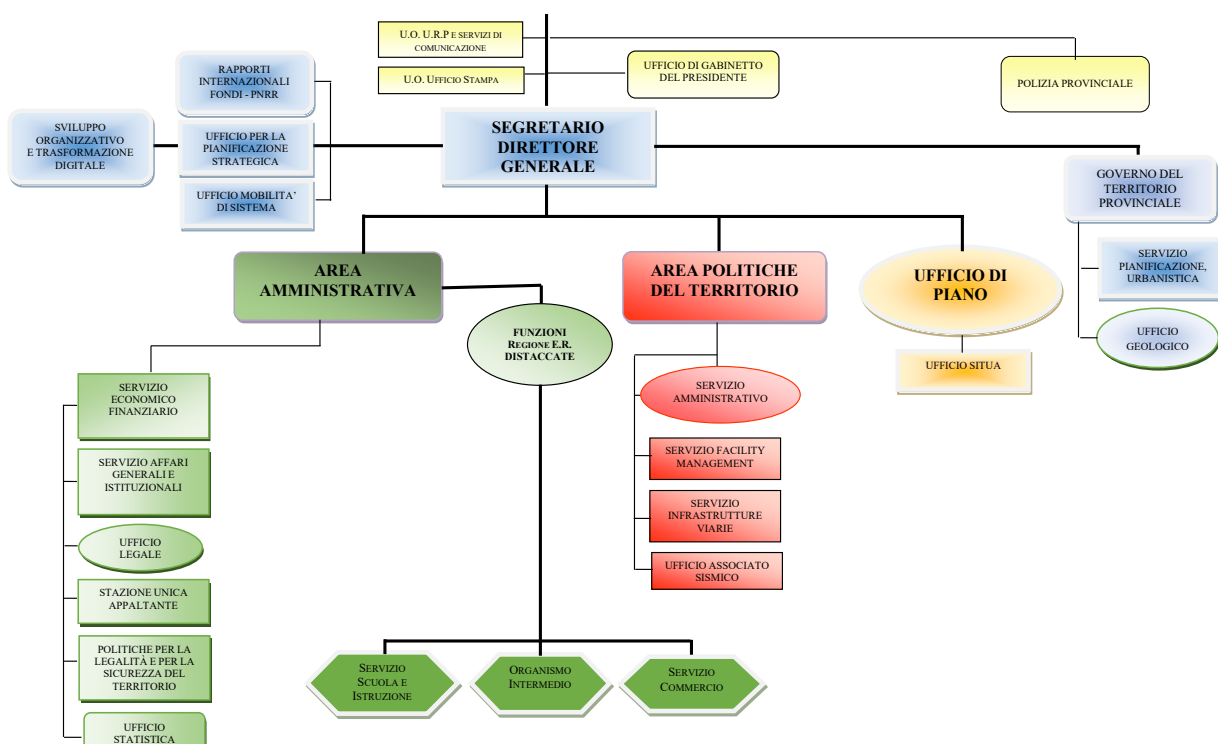 U.O. U.R.P E SERVIZI DI
COMUNICAZIONE
U.O. UFFICIO STAMPA
UFFICIO DI GABINETTO
DEL PRESIDENTE
POLIZIA PROVINCIALE
RAPPORTI
INTERNAZIONALI
FONDI - PNRR
SVILUPPO
ORGANIZZATIVO
E TRASFORMAZIONE
DIGITALE
UFFICIO PER LA
PIANIFICAZIONE
STRATEGICA
UFFICIO MOBILITA'
DI SISTEMA
SEGRETARIO
DIRETTORE
GENERALE
GOVERNO DEL
TERRITORIO
PROVINCIALE
SERVIZIO
PIANIFICAZIONE,
URBANISTICA
UFFICIO
GEOLOGICO
AREA
AMMINISTRATIVA
FUNZIONI
REGIONE E.R.
DISTACCATE
AREA POLITICHE
DEL TERRITORIO
UFFICIO DI
PIANO
UFFICIO SITUA
SERVIZIO
ECONOMICO
FINANZIARIO
SERVIZIO AFFARI
GENERALI E
ISTITUZIONALI
UFFICIO
LEGALE
STAZIONE UNICA
APPALTANTE
POLITICHE PER LA
LEGALITÀ E PER LA
SICUREZZA DEL
TERRITORIO
UFFICIO
STATISTICA
SERVIZIO
AMMINISTRATIVO
SERVIZIO FACILITY
MANAGEMENT
SERVIZIO
INFRASTRUTTURE
VIARIE
UFFICIO ASSOCIATO
SISMICO
SERVIZIO
SCUOLA E
ISTRUZIONE
ORGANISMO
INTERMEDIO
SERVIZIO
COMMERCIO